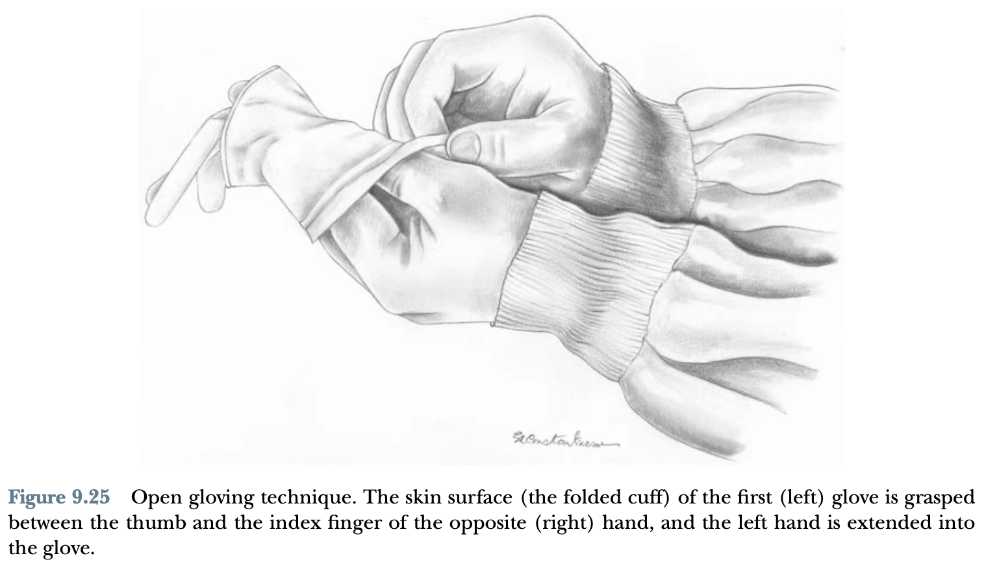 Figure 9.25 Open gloving technique. The skin surface (the folded cuff) of the first (left) glove is grasped
between the thumb and the index finger of the opposite (right) hand, and the left hand is extended into
the glove.